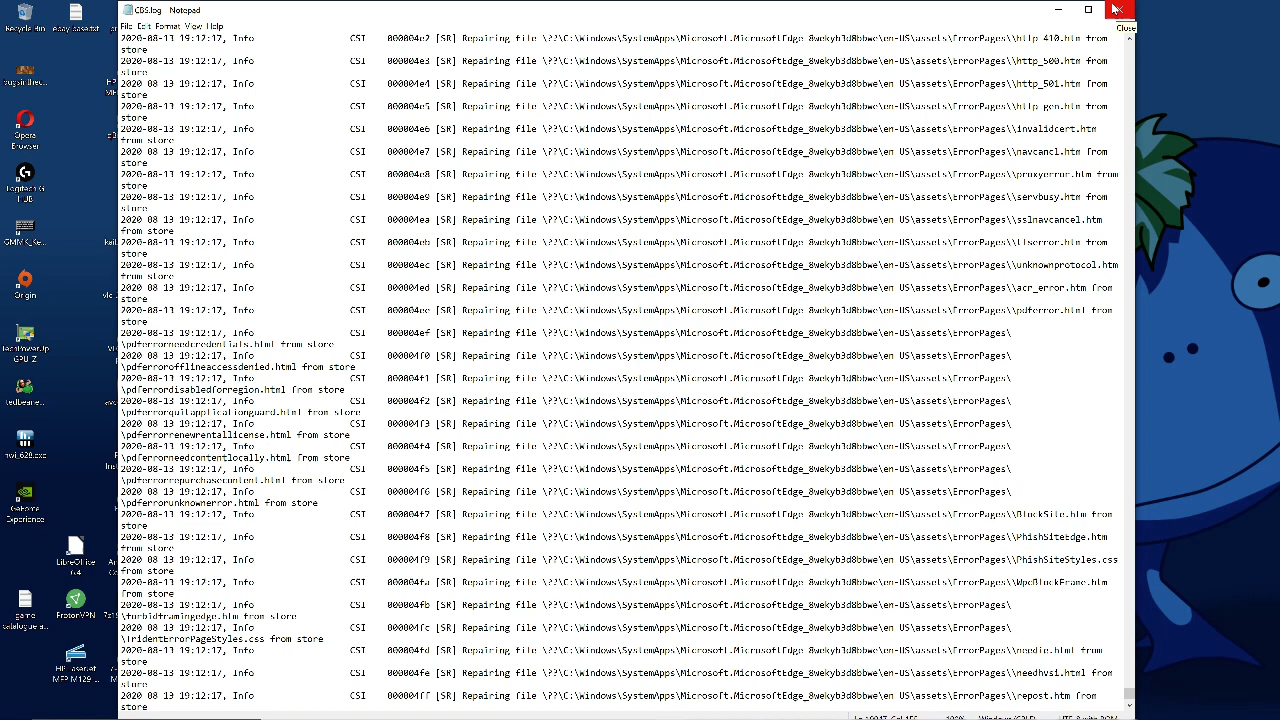 CBS.log - Notepad
File Edit Format View Help
Close
Recycle Bin
ebay base.txt
bugsinthec...
Opera
Browser
Logitech G
HUB
GMMK_Ke...
Origin
TechPowerUp
GPU-Z
tedbeane...
hwi_628.exe
GeForce
Experience
LibreOffice
6.4
game
catalogue a...
ProtonVPN
HP LaserJet
MFP M129-...
2020-08-13 19:12:17, Info CSI 000004e2 [SR] Repairing file \??\C:\Windows\SystemApps\Microsoft.MicrosoftEdge_8wekyb3d8bbwe\en-US\assets\ErrorPages\\http_410.htm from
store
2020-08-13 19:12:17, Info CSI 000004e3 [SR] Repairing file \??\C:\Windows\SystemApps\Microsoft.MicrosoftEdge_8wekyb3d8bbwe\en-US\assets\ErrorPages\\http_500.htm from
store
2020-08-13 19:12:17, Info CSI 000004e4 [SR] Repairing file \??\C:\Windows\SystemApps\Microsoft.MicrosoftEdge_8wekyb3d8bbwe\en-US\assets\ErrorPages\\http_501.htm from
store
2020-08-13 19:12:17, Info CSI 000004e5 [SR] Repairing file \??\C:\Windows\SystemApps\Microsoft.MicrosoftEdge_8wekyb3d8bbwe\en-US\assets\ErrorPages\\http_gen.htm from
store
2020-08-13 19:12:17, Info CSI 000004e6 [SR] Repairing file \??\C:\Windows\SystemApps\Microsoft.MicrosoftEdge_8wekyb3d8bbwe\en-US\assets\ErrorPages\\invalidcert.htm
from store
2020-08-13 19:12:17, Info CSI 000004e7 [SR] Repairing file \??\C:\Windows\SystemApps\Microsoft.MicrosoftEdge_8wekyb3d8bbwe\en-US\assets\ErrorPages\\navcancl.htm from
store
2020-08-13 19:12:17, Info CSI 000004e8 [SR] Repairing file \??\C:\Windows\SystemApps\Microsoft.MicrosoftEdge_8wekyb3d8bbwe\en-US\assets\ErrorPages\\proxyerror.htm from
store
2020-08-13 19:12:17, Info CSI 000004e9 [SR] Repairing file \??\C:\Windows\SystemApps\Microsoft.MicrosoftEdge_8wekyb3d8bbwe\en-US\assets\ErrorPages\\servbusy.htm from
store
2020-08-13 19:12:17, Info CSI 000004ea [SR] Repairing file \??\C:\Windows\SystemApps\Microsoft.MicrosoftEdge_8wekyb3d8bbwe\en-US\assets\ErrorPages\\sslnavcancel.htm
from store
2020-08-13 19:12:17, Info CSI 000004eb [SR] Repairing file \??\C:\Windows\SystemApps\Microsoft.MicrosoftEdge_8wekyb3d8bbwe\en-US\assets\ErrorPages\\tlserror.htm from
store
2020-08-13 19:12:17, Info CSI 000004ec [SR] Repairing file \??\C:\Windows\SystemApps\Microsoft.MicrosoftEdge_8wekyb3d8bbwe\en-US\assets\ErrorPages\\unknownprotocol.htm
from store
2020-08-13 19:12:17, Info CSI 000004ed [SR] Repairing file \??\C:\Windows\SystemApps\Microsoft.MicrosoftEdge_8wekyb3d8bbwe\en-US\assets\ErrorPages\\acr_error.htm from
store
2020-08-13 19:12:17, Info CSI 000004ee [SR] Repairing file \??\C:\Windows\SystemApps\Microsoft.MicrosoftEdge_8wekyb3d8bbwe\en-US\assets\ErrorPages\\pdferror.html from
store
2020-08-13 19:12:17, Info CSI 000004ef [SR] Repairing file \??\C:\Windows\SystemApps\Microsoft.MicrosoftEdge_8wekyb3d8bbwe\en-US\assets\ErrorPages\
\pdferrorneedcredentials.html from store
2020-08-13 19:12:17, Info CSI 000004f0 [SR] Repairing file \??\C:\Windows\SystemApps\Microsoft.MicrosoftEdge_8wekyb3d8bbwe\en-US\assets\ErrorPages\
\pdferrorofflineaccessdenied.html from store
2020-08-13 19:12:17, Info CSI 000004f1 [SR] Repairing file \??\C:\Windows\SystemApps\Microsoft.MicrosoftEdge_8wekyb3d8bbwe\en-US\assets\ErrorPages\
\pdferrordisabledforregion.html from store
2020-08-13 19:12:17, Info CSI 000004f2 [SR] Repairing file \??\C:\Windows\SystemApps\Microsoft.MicrosoftEdge_8wekyb3d8bbwe\en-US\assets\ErrorPages\
\pdferrorquitapplicationguard.html from store
2020-08-13 19:12:17, Info CSI 000004f3 [SR] Repairing file \??\C:\Windows\SystemApps\Microsoft.MicrosoftEdge_8wekyb3d8bbwe\en-US\assets\ErrorPages\
\pdferrorrenewrentallicense.html from store
2020-08-13 19:12:17, Info CSI 000004f4 [SR] Repairing file \??\C:\Windows\SystemApps\Microsoft.MicrosoftEdge_8wekyb3d8bbwe\en-US\assets\ErrorPages\
\pdferrorneedcontentlocally.html from store
2020-08-13 19:12:17, Info CSI 000004f5 [SR] Repairing file \??\C:\Windows\SystemApps\Microsoft.MicrosoftEdge_8wekyb3d8bbwe\en-US\assets\ErrorPages\
\pdferrorrepurchasecontent.html from store
2020-08-13 19:12:17, Info CSI 000004f6 [SR] Repairing file \??\C:\Windows\SystemApps\Microsoft.MicrosoftEdge_8wekyb3d8bbwe\en-US\assets\ErrorPages\
\pdferrorunknownerror.html from store
2020-08-13 19:12:17, Info CSI 000004f7 [SR] Repairing file \??\C:\Windows\SystemApps\Microsoft.MicrosoftEdge_8wekyb3d8bbwe\en-US\assets\ErrorPages\\BlockSite.htm from
store
2020-08-13 19:12:17, Info CSI 000004f8 [SR] Repairing file \??\C:\Windows\SystemApps\Microsoft.MicrosoftEdge_8wekyb3d8bbwe\en-US\assets\ErrorPages\\PhishSiteEdge.htm
from store
2020-08-13 19:12:17, Info CSI 000004f9 [SR] Repairing file \??\C:\Windows\SystemApps\Microsoft.MicrosoftEdge_8wekyb3d8bbwe\en-US\assets\ErrorPages\\PhishSiteStyles.css
from store
2020-08-13 19:12:17, Info CSI 000004fa [SR] Repairing file \??\C:\Windows\SystemApps\Microsoft.MicrosoftEdge_8wekyb3d8bbwe\en-US\assets\ErrorPages\\WpcBlockFrame.htm
from store
2020-08-13 19:12:17, Info CSI 000004fb [SR] Repairing file \??\C:\Windows\SystemApps\Microsoft.MicrosoftEdge_8wekyb3d8bbwe\en-US\assets\ErrorPages\
\forbidframingedge.htm from store
2020-08-13 19:12:17, Info CSI 000004fc [SR] Repairing file \??\C:\Windows\SystemApps\Microsoft.MicrosoftEdge_8wekyb3d8bbwe\en-US\assets\ErrorPages\
\TridentErrorPageStyles.css from store
2020-08-13 19:12:17, Info CSI 000004fd [SR] Repairing file \??\C:\Windows\SystemApps\Microsoft.MicrosoftEdge_8wekyb3d8bbwe\en-US\assets\ErrorPages\\needie.html from
store
2020-08-13 19:12:17, Info CSI 000004fe [SR] Repairing file \??\C:\Windows\SystemApps\Microsoft.MicrosoftEdge_8wekyb3d8bbwe\en-US\assets\ErrorPages\\needhvsi.html from
store
2020-08-13 19:12:17, Info CSI 000004ff [SR] Repairing file \??\C:\Windows\SystemApps\Microsoft.MicrosoftEdge_8wekyb3d8bbwe\en-US\assets\ErrorPages\\repost.htm from
store